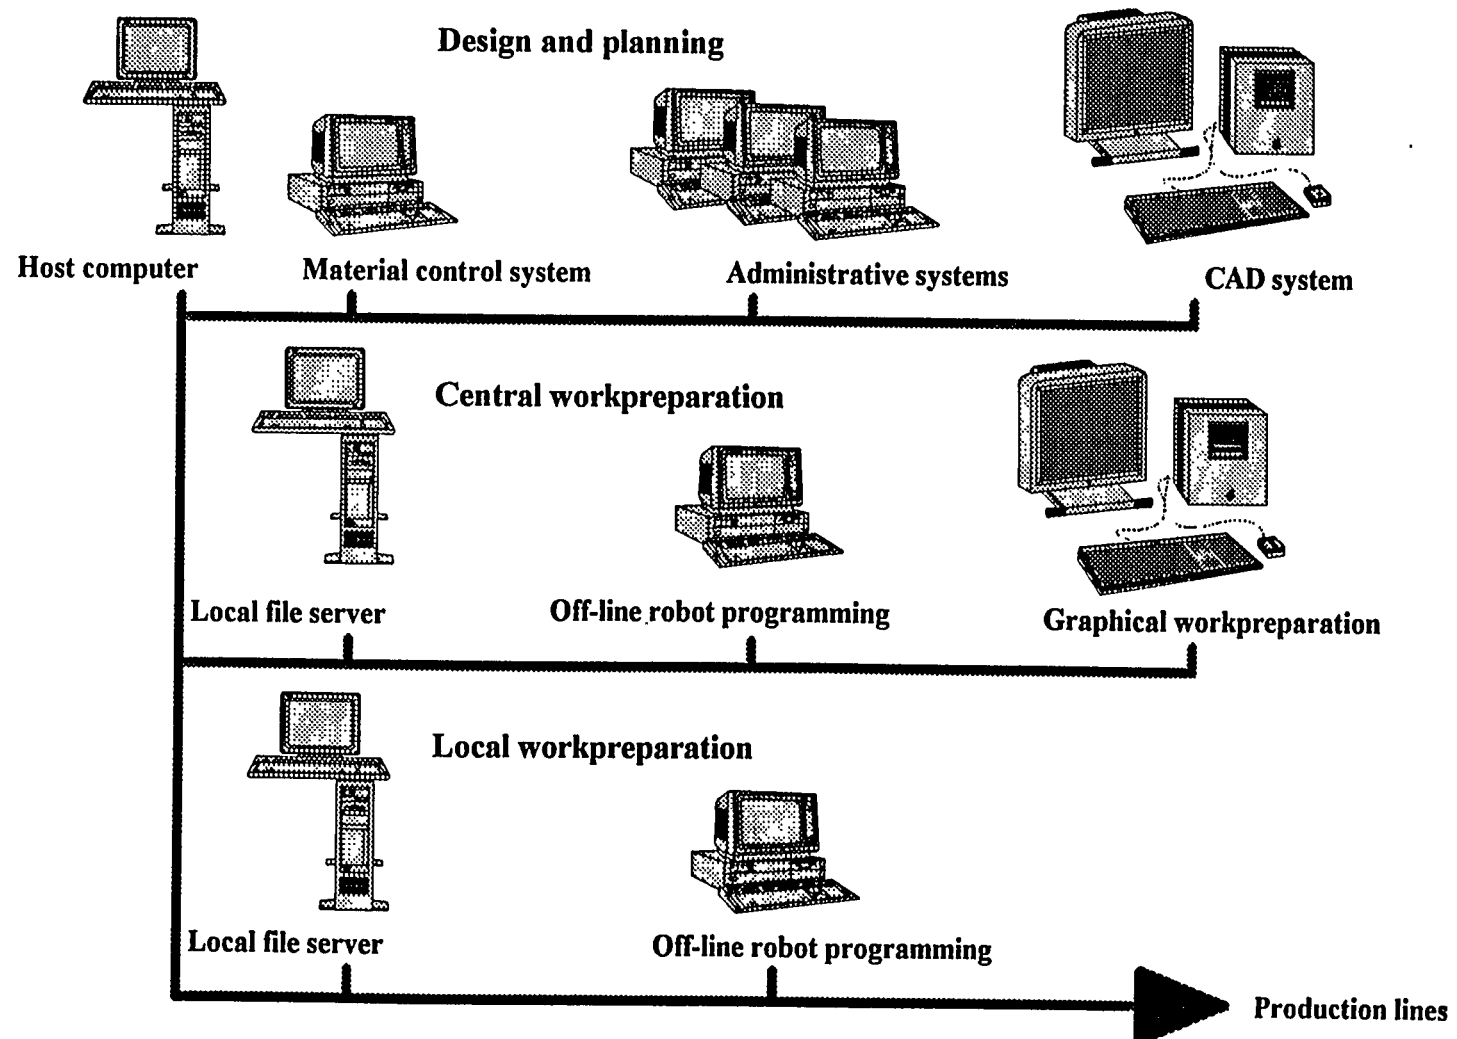 Design and planning
Host computer
Material control system
Administrative systems
CAD system
Central workpreparation
Local file server
Off-line robot programming
Graphical workpreparation
Local workpreparation
Local file server
Off-line robot programming
Production lines